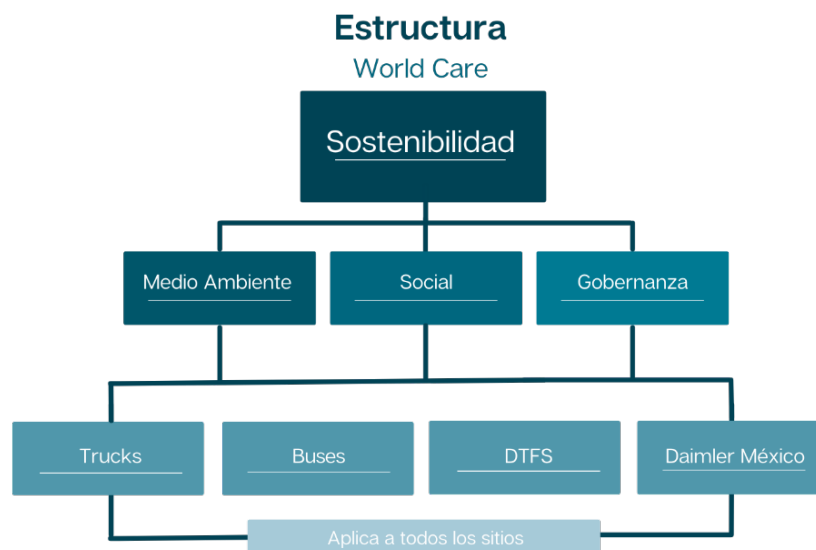 Estructura
World Care
Sostenibilidad
Medio Ambiente
Social
Gobernanza
Trucks
Buses
DTFS
Daimler México
Aplica a todos los sitios